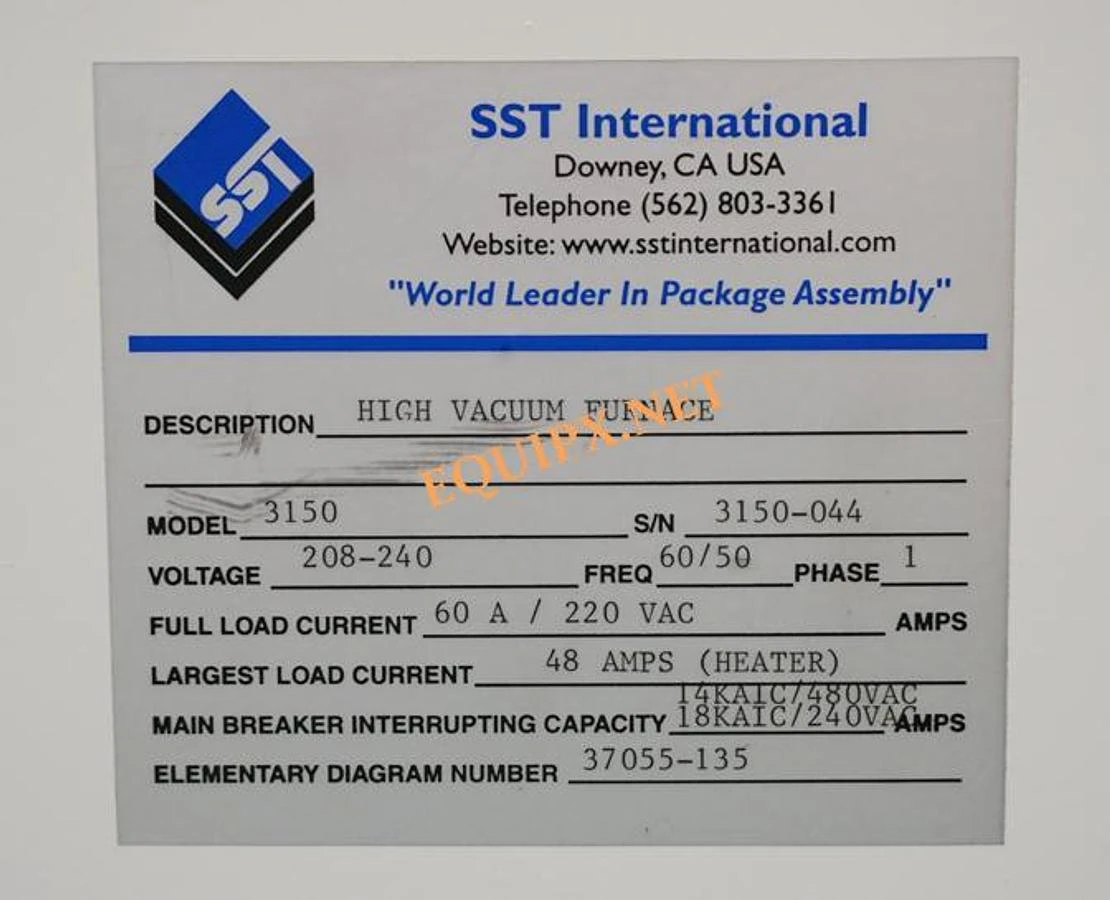 SST
SST International
Downey, CA USA
Telephone (562) 803-3361
Website: www.sstinternational.com
"World Leader In Package Assembly"
DESCRIPTION HIGH VACUUM FURNACE
EQUIPX.NET
MODEL 3150 S/N 3150-044
VOLTAGE 208-240 FREQ 60/50 PHASE 1
FULL LOAD CURRENT 60 A / 220 VAC AMPS
LARGEST LOAD CURRENT 48 AMPS (HEATER)
14KAIC/480VAC
MAIN BREAKER INTERRUPTING CAPACITY 18KAIC/240VAC AMPS
ELEMENTARY DIAGRAM NUMBER 37055-135